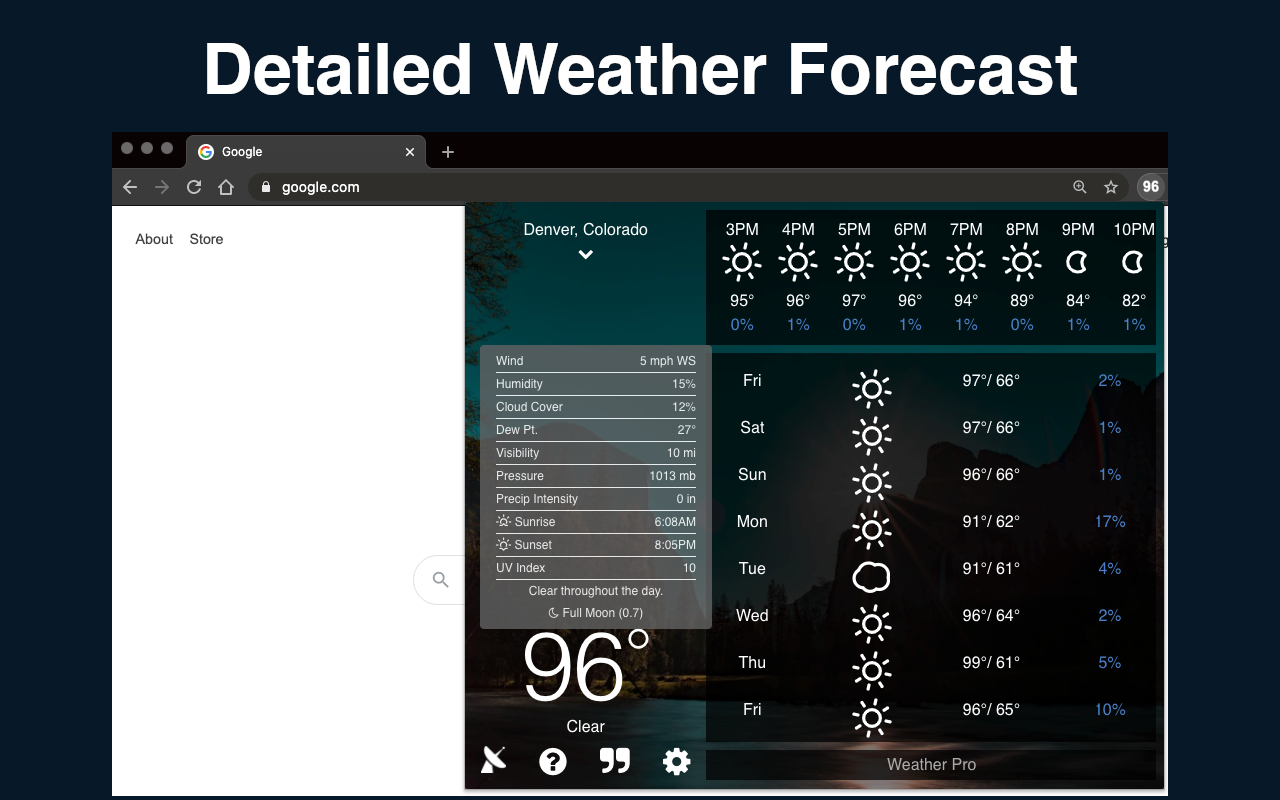 Detailed Weather Forecast
Google
google.com
96
About Store
Denver, Colorado
3PM 4PM 5PM 6PM 7PM 8PM 9PM 10PM
95° 96° 97° 96° 94° 89° 84° 82°
0% 1% 0% 1% 1% 0% 1% 1%
Wind 5 mph WS
Humidity 15%
Cloud Cover 12%
Dew Pt. 27°
Visibility 10 mi
Pressure 1013 mb
Precip Intensity 0 in
Sunrise 6:08AM
Sunset 8:05PM
UV Index 10
Clear throughout the day.
Full Moon (0.7)
96°
Clear
Fri 97°/ 66° 2%
Sat 97°/ 66° 1%
Sun 96°/ 66° 1%
Mon 91°/ 62° 17%
Tue 91°/ 61° 4%
Wed 96°/ 64° 2%
Thu 99°/ 61° 5%
Fri 96°/ 65° 10%
Weather Pro